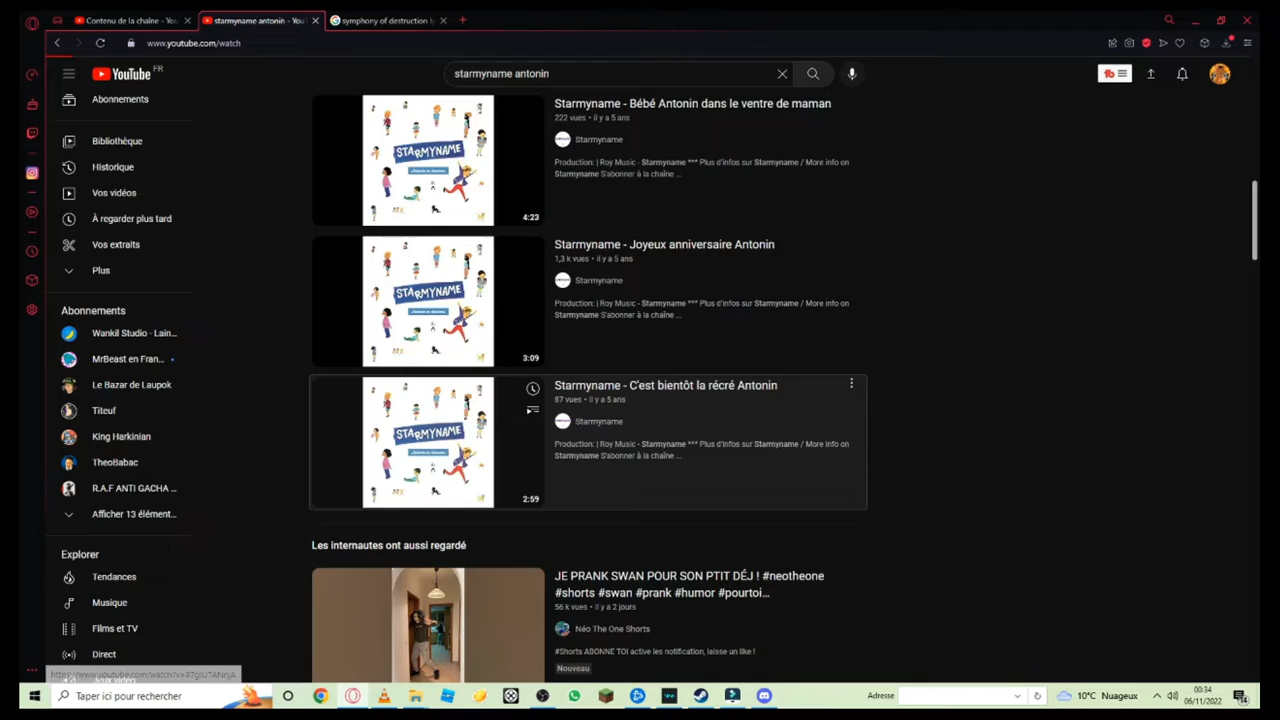 Contenu de la chaîne - You
starmyname antonin - You
symphony of destruction ly
www.youtube.com/watch
YouTube FR
starmyname antonin
Abonnements
Bibliothèque
Historique
Vos vidéos
À regarder plus tard
Vos extraits
Plus
Abonnements
Wankil Studio - Lain...
MrBeast en Fran...
Le Bazar de Laupok
Titeuf
King Harkinian
TheoBabac
R.A.F ANTI GACHA ...
Afficher 13 élément...
Explorer
Tendances
Musique
Films et TV
Direct
STARMYNAME
4:23
Starmyname - Bébé Antonin dans le ventre de maman
222 vues • il y a 5 ans
Starmyname
Production: | Roy Music - Starmyname *** Plus d'infos sur Starmyname / More info on
Starmyname S'abonner à la chaîne ...
STARMYNAME
3:09
Starmyname - Joyeux anniversaire Antonin
1,3 k vues • il y a 5 ans
Starmyname
Production: | Roy Music - Starmyname *** Plus d'infos sur Starmyname / More info on
Starmyname S'abonner à la chaîne ...
STARMYNAME
2:59
Starmyname - C'est bientôt la récré Antonin
87 vues • il y a 5 ans
Starmyname
Production: | Roy Music - Starmyname *** Plus d'infos sur Starmyname / More info on
Starmyname S'abonner à la chaîne ...
Les internautes ont aussi regardé
JE PRANK SWAN POUR SON PTIT DÉJ ! #neotheone
#shorts #swan #prank #humor #pourtoi...
56 k vues • il y a 2 jours
Néo The One Shorts
#Shorts ABONNE TOI active les notification, laisse un like !
Nouveau
Taper ici pour rechercher
Adresse
10°C Nuageux
00:34
06/11/2022